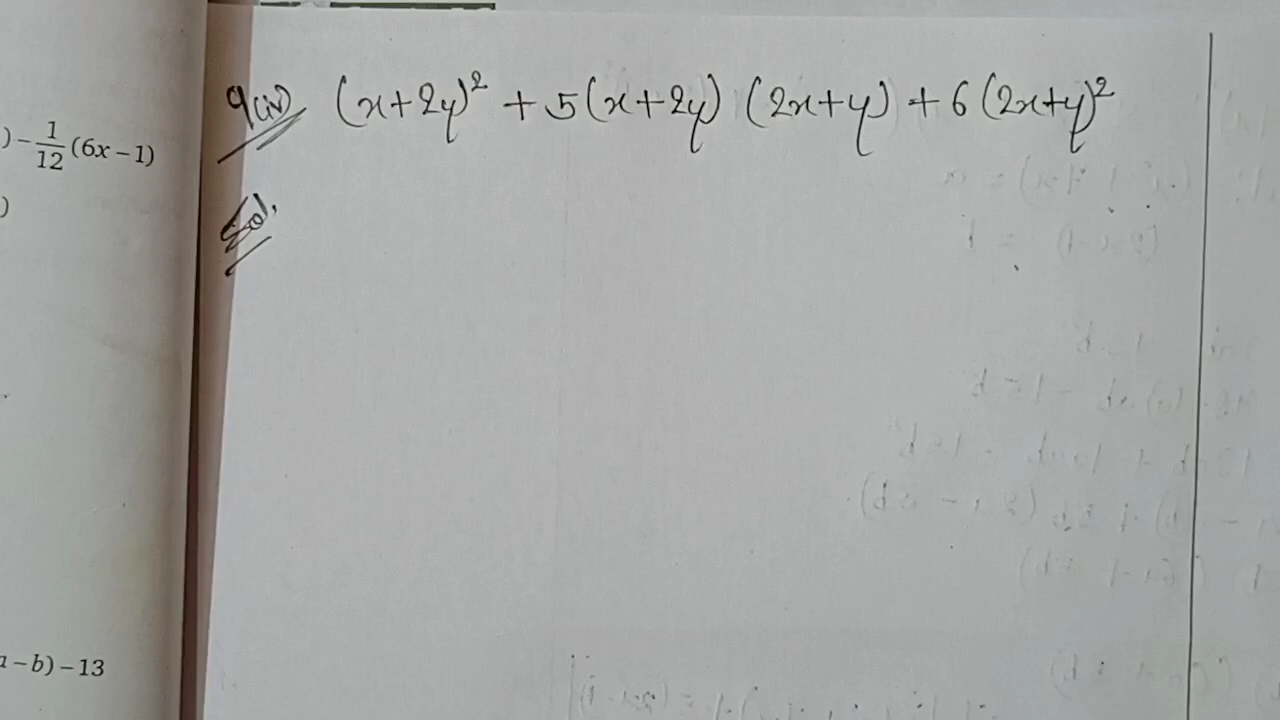 ) − 1/12 (6x − 1)
)
a − b) − 13
9(iv) (x+2y)² + 5(x+2y) (2x+y) + 6(2x+y)²
Sol.